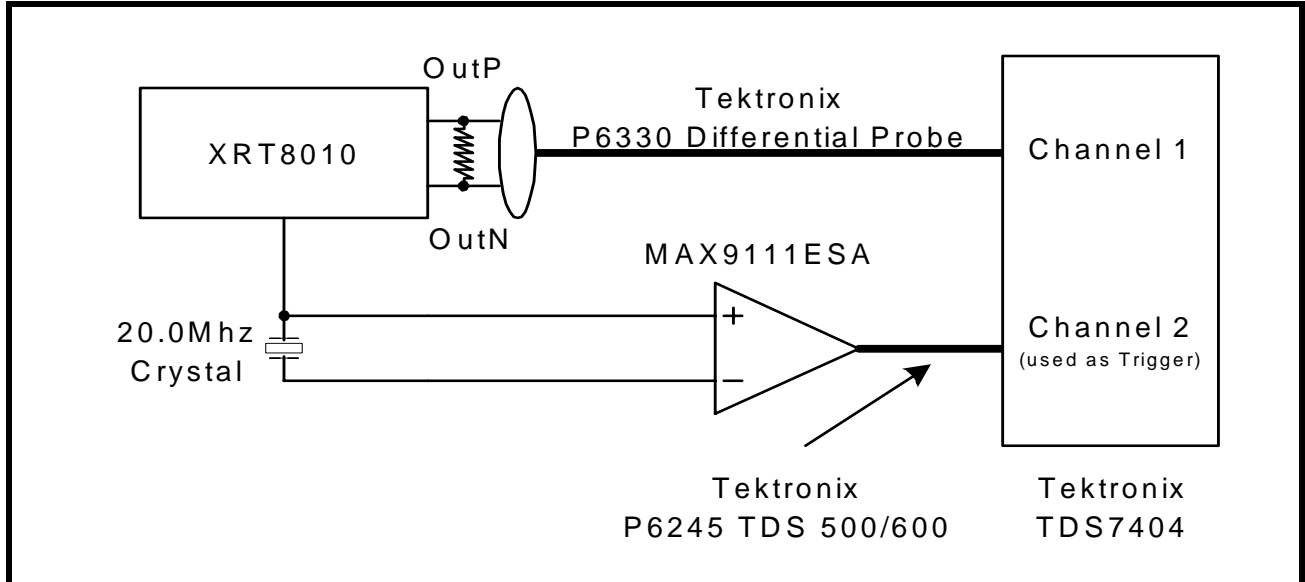 OutP
XRT8010
OutN
Tektronix
P6330 Differential Probe
Channel 1
MAX9111ESA
+
−
20.0Mhz
Crystal
Channel 2
(used as Trigger)
Tektronix
P6245 TDS 500/600
Tektronix
TDS7404